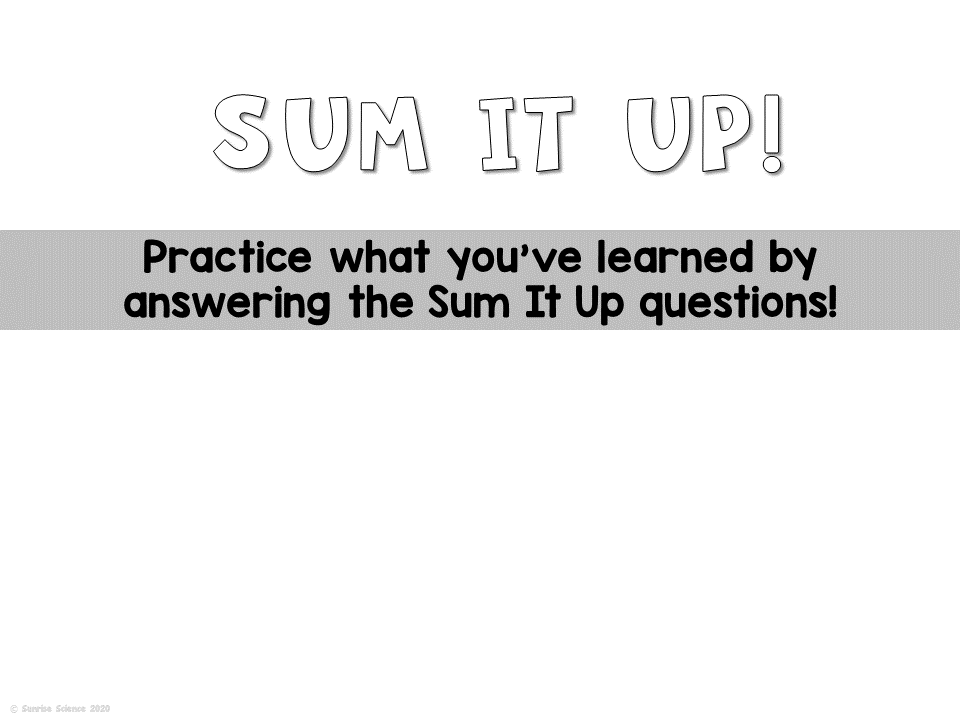 SUM IT UP!
Practice what you've learned by
answering the Sum It Up questions!
© Sunrise Science 2020